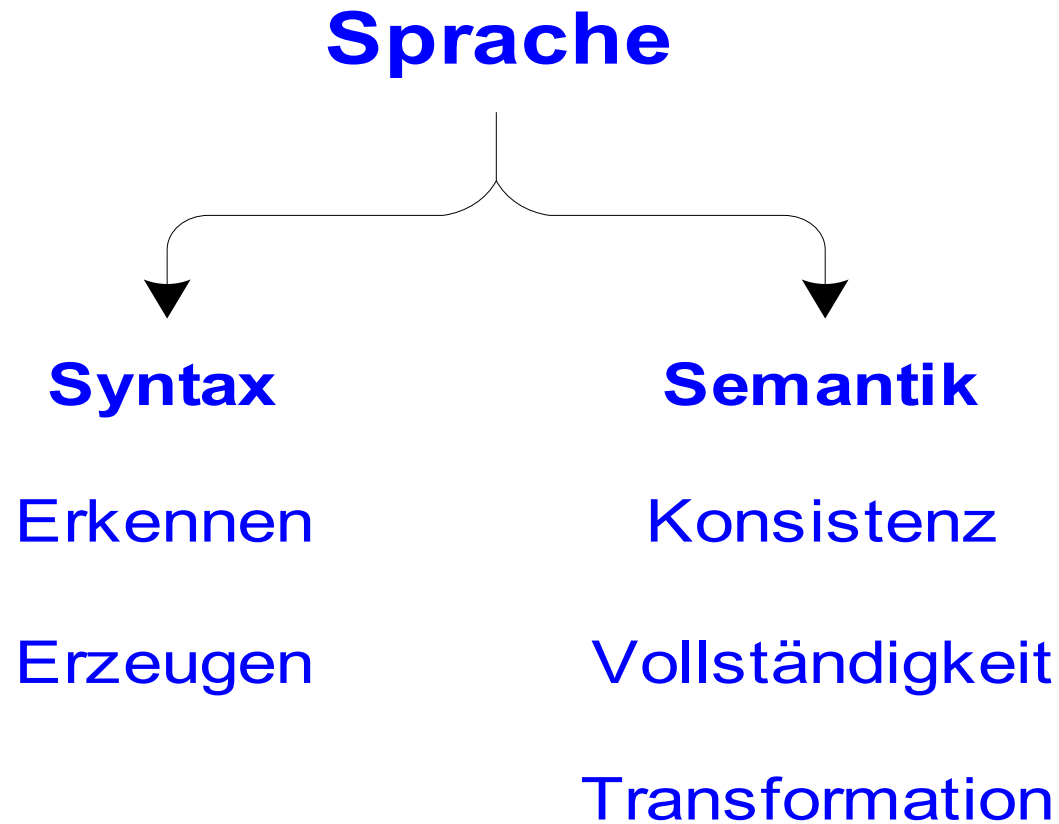 Sprache
Syntax
Semantik
Erkennen
Konsistenz
Erzeugen
Vollständigkeit
Transformation